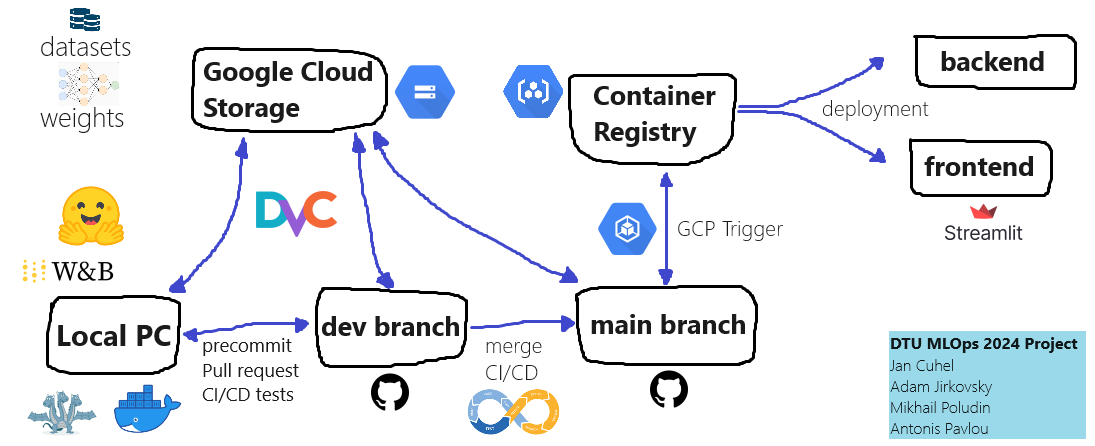 datasets
weights
Google Cloud
Storage
Container
Registry
backend
deployment
frontend
Streamlit
DVC
GCP Trigger
W&B
Local PC
precommit
Pull request
CI/CD tests
dev branch
merge
CI/CD
main branch
DTU MLOps 2024 Project
Jan Cuhel
Adam Jirkovsky
Mikhail Poludin
Antonis Pavlou